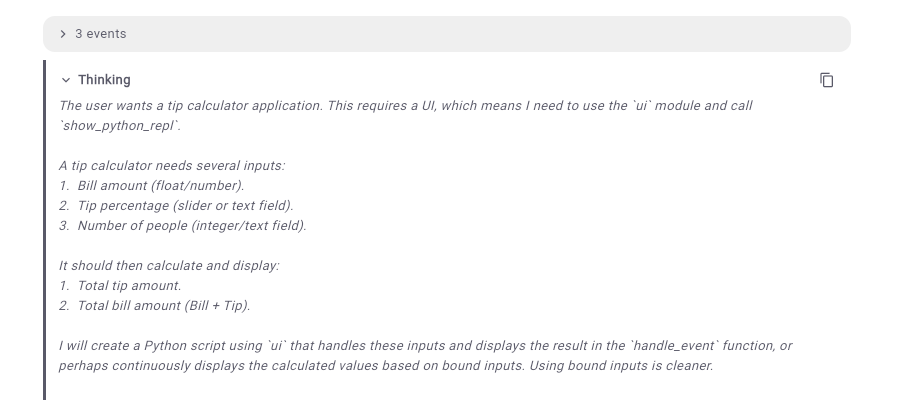 3 events
Thinking
The user wants a tip calculator application. This requires a UI, which means I need to use the `ui` module and call
`show_python_repl`.
A tip calculator needs several inputs:
1. Bill amount (float/number).
2. Tip percentage (slider or text field).
3. Number of people (integer/text field).
It should then calculate and display:
1. Total tip amount.
2. Total bill amount (Bill + Tip).
I will create a Python script using `ui` that handles these inputs and displays the result in the `handle_event` function, or
perhaps continuously displays the calculated values based on bound inputs. Using bound inputs is cleaner.